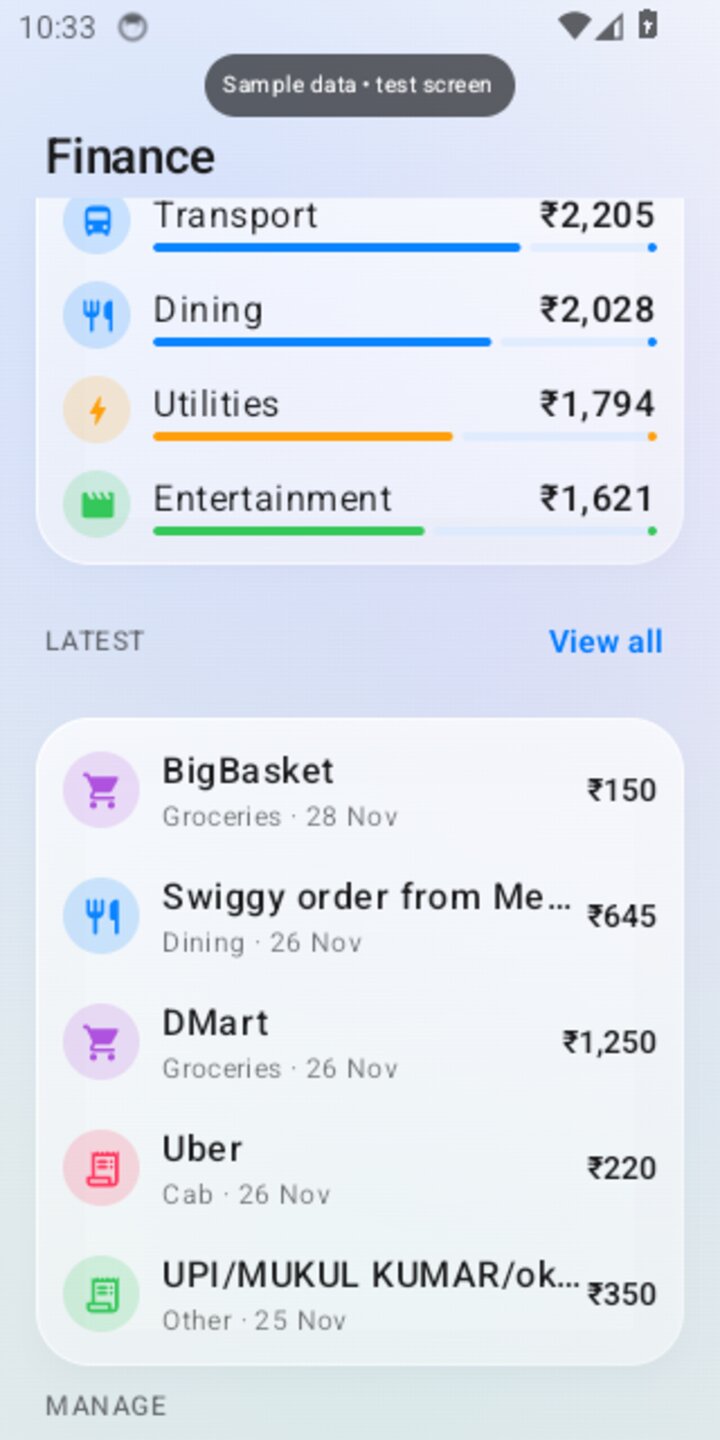 10:33
Sample data • test screen
Finance
Transport ₹2,205
Dining ₹2,028
Utilities ₹1,794
Entertainment ₹1,621
LATEST View all
BigBasket ₹150
Groceries · 28 Nov
Swiggy order from Me... ₹645
Dining · 26 Nov
DMart ₹1,250
Groceries · 26 Nov
Uber ₹220
Cab · 26 Nov
UPI/MUKUL KUMAR/ok... ₹350
Other · 25 Nov
MANAGE